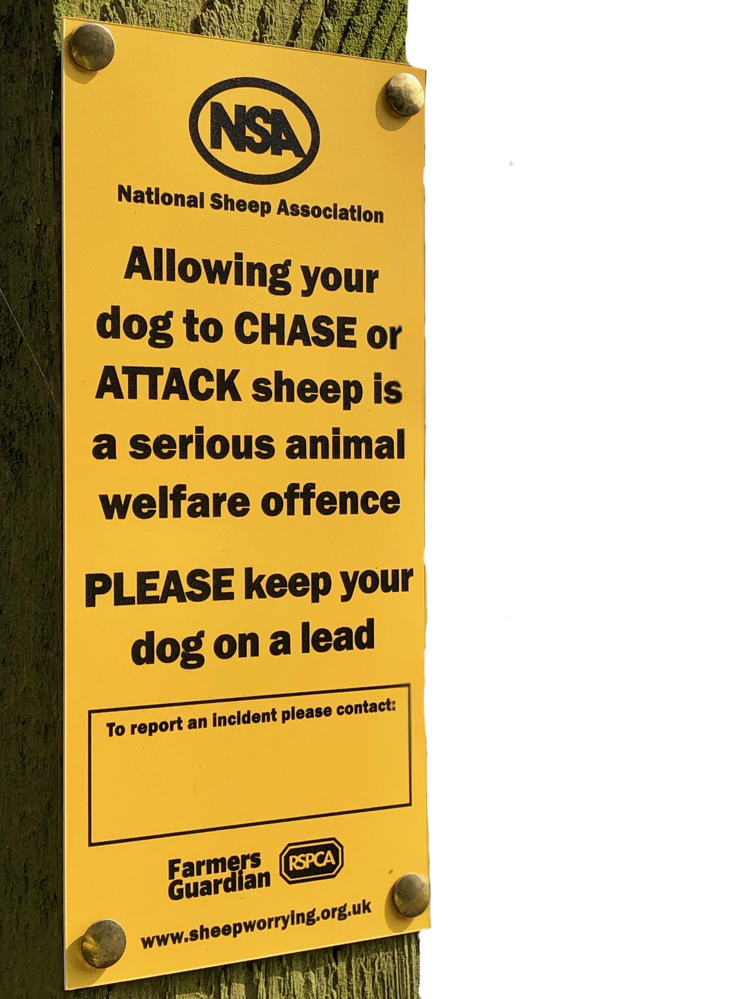 NSA
National Sheep Association
Allowing your
dog to CHASE or
ATTACK sheep is
a serious animal
welfare offence
PLEASE keep your
dog on a lead
To report an incident please contact:
Farmers
Guardian
RSPCA
www.sheepworrying.org.uk